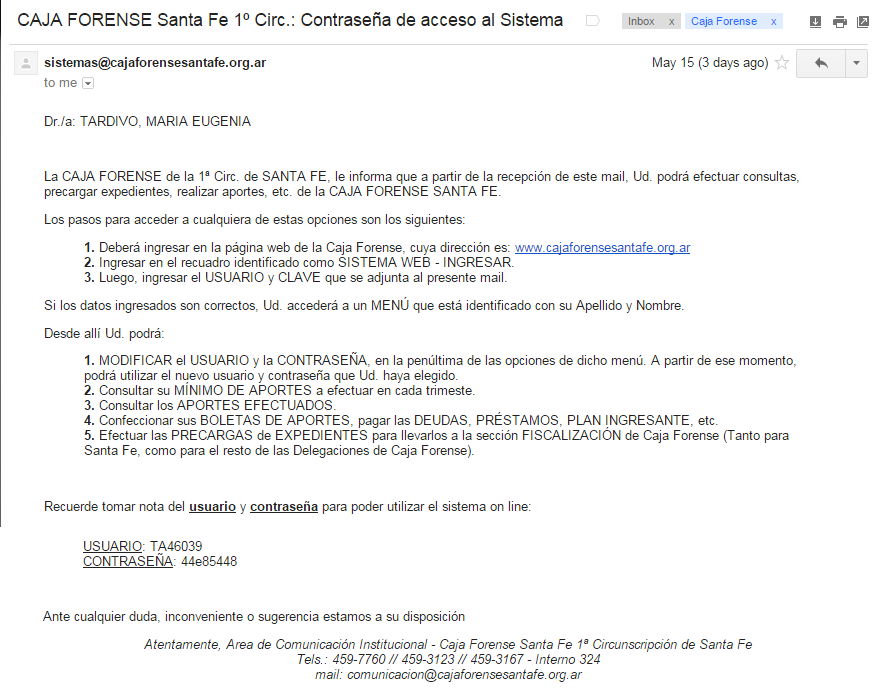 CAJA FORENSE Santa Fe 1º Circ.: Contraseña de acceso al Sistema
Inbox x
Caja Forense x
sistemas@cajaforensesantafe.org.ar
May 15 (3 days ago)
to me
Dr./a: TARDIVO, MARIA EUGENIA
La CAJA FORENSE de la 1ª Circ. de SANTA FE, le informa que a partir de la recepción de este mail, Ud. podrá efectuar consultas,
precargar expedientes, realizar aportes, etc. de la CAJA FORENSE SANTA FE.
Los pasos para acceder a cualquiera de estas opciones son los siguientes:
1. Deberá ingresar en la página web de la Caja Forense, cuya dirección es: www.cajaforensesantafe.org.ar
2. Ingresar en el recuadro identificado como SISTEMA WEB - INGRESAR.
3. Luego, ingresar el USUARIO y CLAVE que se adjunta al presente mail.
Si los datos ingresados son correctos, Ud. accederá a un MENÚ que está identificado con su Apellido y Nombre.
Desde allí Ud. podrá:
1. MODIFICAR el USUARIO y la CONTRASEÑA, en la penúltima de las opciones de dicho menú. A partir de ese momento,
podrá utilizar el nuevo usuario y contraseña que Ud. haya elegido.
2. Consultar su MÍNIMO DE APORTES a efectuar en cada trimeste.
3. Consultar los APORTES EFECTUADOS.
4. Confeccionar sus BOLETAS DE APORTES, pagar las DEUDAS, PRÉSTAMOS, PLAN INGRESANTE, etc.
5. Efectuar las PRECARGAS de EXPEDIENTES para llevarlos a la sección FISCALIZACIÓN de Caja Forense (Tanto para
Santa Fe, como para el resto de las Delegaciones de Caja Forense).
Recuerde tomar nota del usuario y contraseña para poder utilizar el sistema on line:
USUARIO: TA46039
CONTRASEÑA: 44e85448
Ante cualquier duda, inconveniente o sugerencia estamos a su disposición
Atentamente, Area de Comunicación Institucional - Caja Forense Santa Fe 1ª Circunscripción de Santa Fe
Tels.: 459-7760 // 459-3123 // 459-3167 - Interno 324
mail: comunicacion@cajaforensesantafe.org.ar